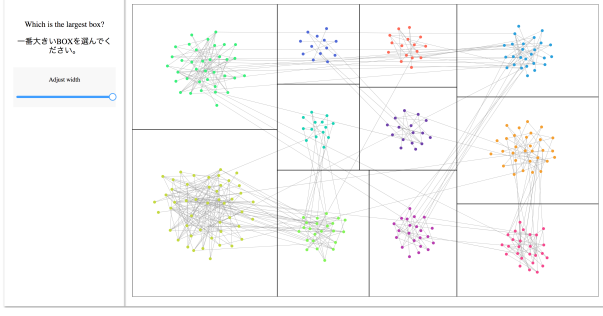 Which is the largest box?
一番大きいBOXを選んでく
ださい。
Adjust width